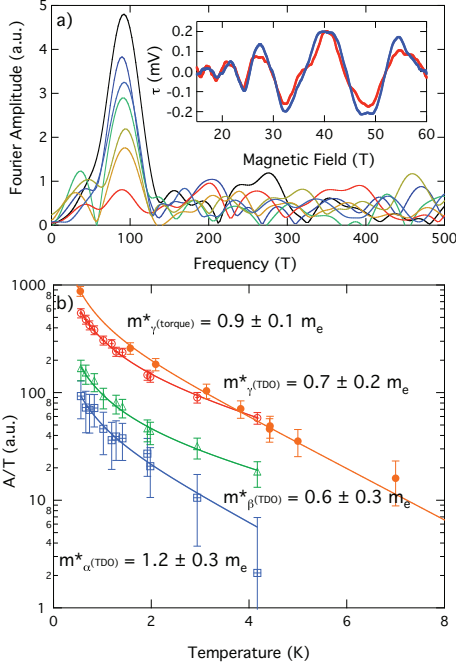 a)
Fourier Amplitude (a.u.)
5
4
3
2
1
0
0 100 200 300 400 500
Frequency (T)
τ (mV)
0.2
0.1
0.0
-0.1
-0.2
20 30 40 50 60
Magnetic Field (T)
b)
A/T (a.u.)
1000
8
6
4
2
100
8
6
4
2
10
8
6
4
2
1
0 2 4 6 8
Temperature (K)
m*γ(torque) = 0.9 ± 0.1 me
m*γ(TDO) = 0.7 ± 0.2 me
m*β(TDO) = 0.6 ± 0.3 me
m*α(TDO) = 1.2 ± 0.3 me